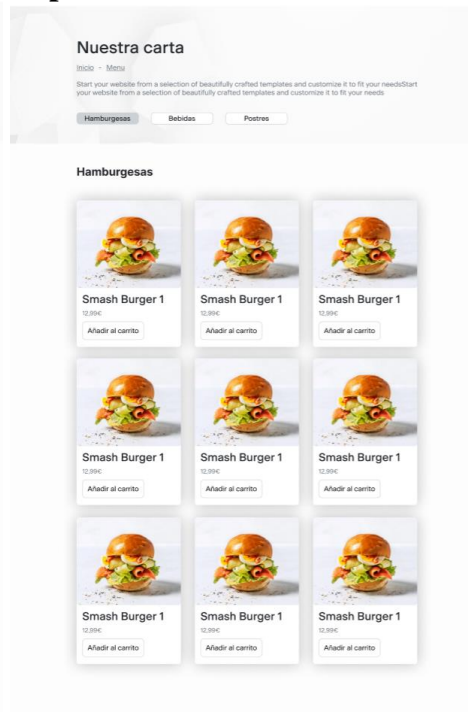 Nuestra carta
Inicio - Menu
Start your website from a selection of beautifully crafted templates and customize it to fit your needsStart
your website from a selection of beautifully crafted templates and customize it to fit your needs
Hamburgesas Bebidas Postres
Hamburgesas
Smash Burger 1 Smash Burger 1 Smash Burger 1
12,99€ 12,99€ 12,99€
Añadir al carrito Añadir al carrito Añadir al carrito
Smash Burger 1 Smash Burger 1 Smash Burger 1
12,99€ 12,99€ 12,99€
Añadir al carrito Añadir al carrito Añadir al carrito
Smash Burger 1 Smash Burger 1 Smash Burger 1
12,99€ 12,99€ 12,99€
Añadir al carrito Añadir al carrito Añadir al carrito